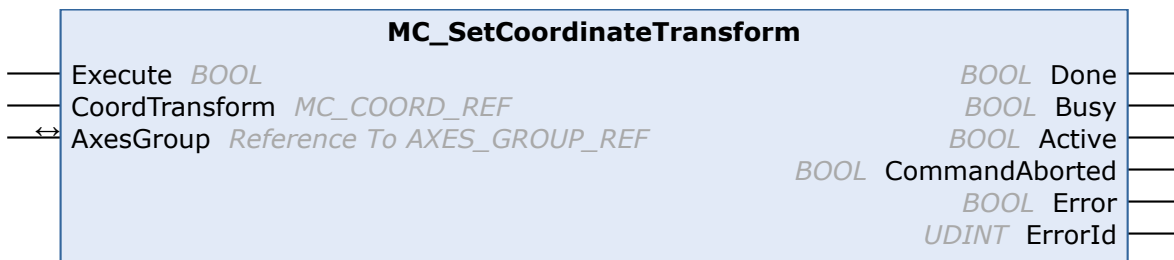 MC_SetCoordinateTransform
Execute BOOL BOOL Done
CoordTransform MC_COORD_REF BOOL Busy
AxesGroup Reference To AXES_GROUP_REF BOOL Active
BOOL CommandAborted
BOOL Error
UDINT ErrorId